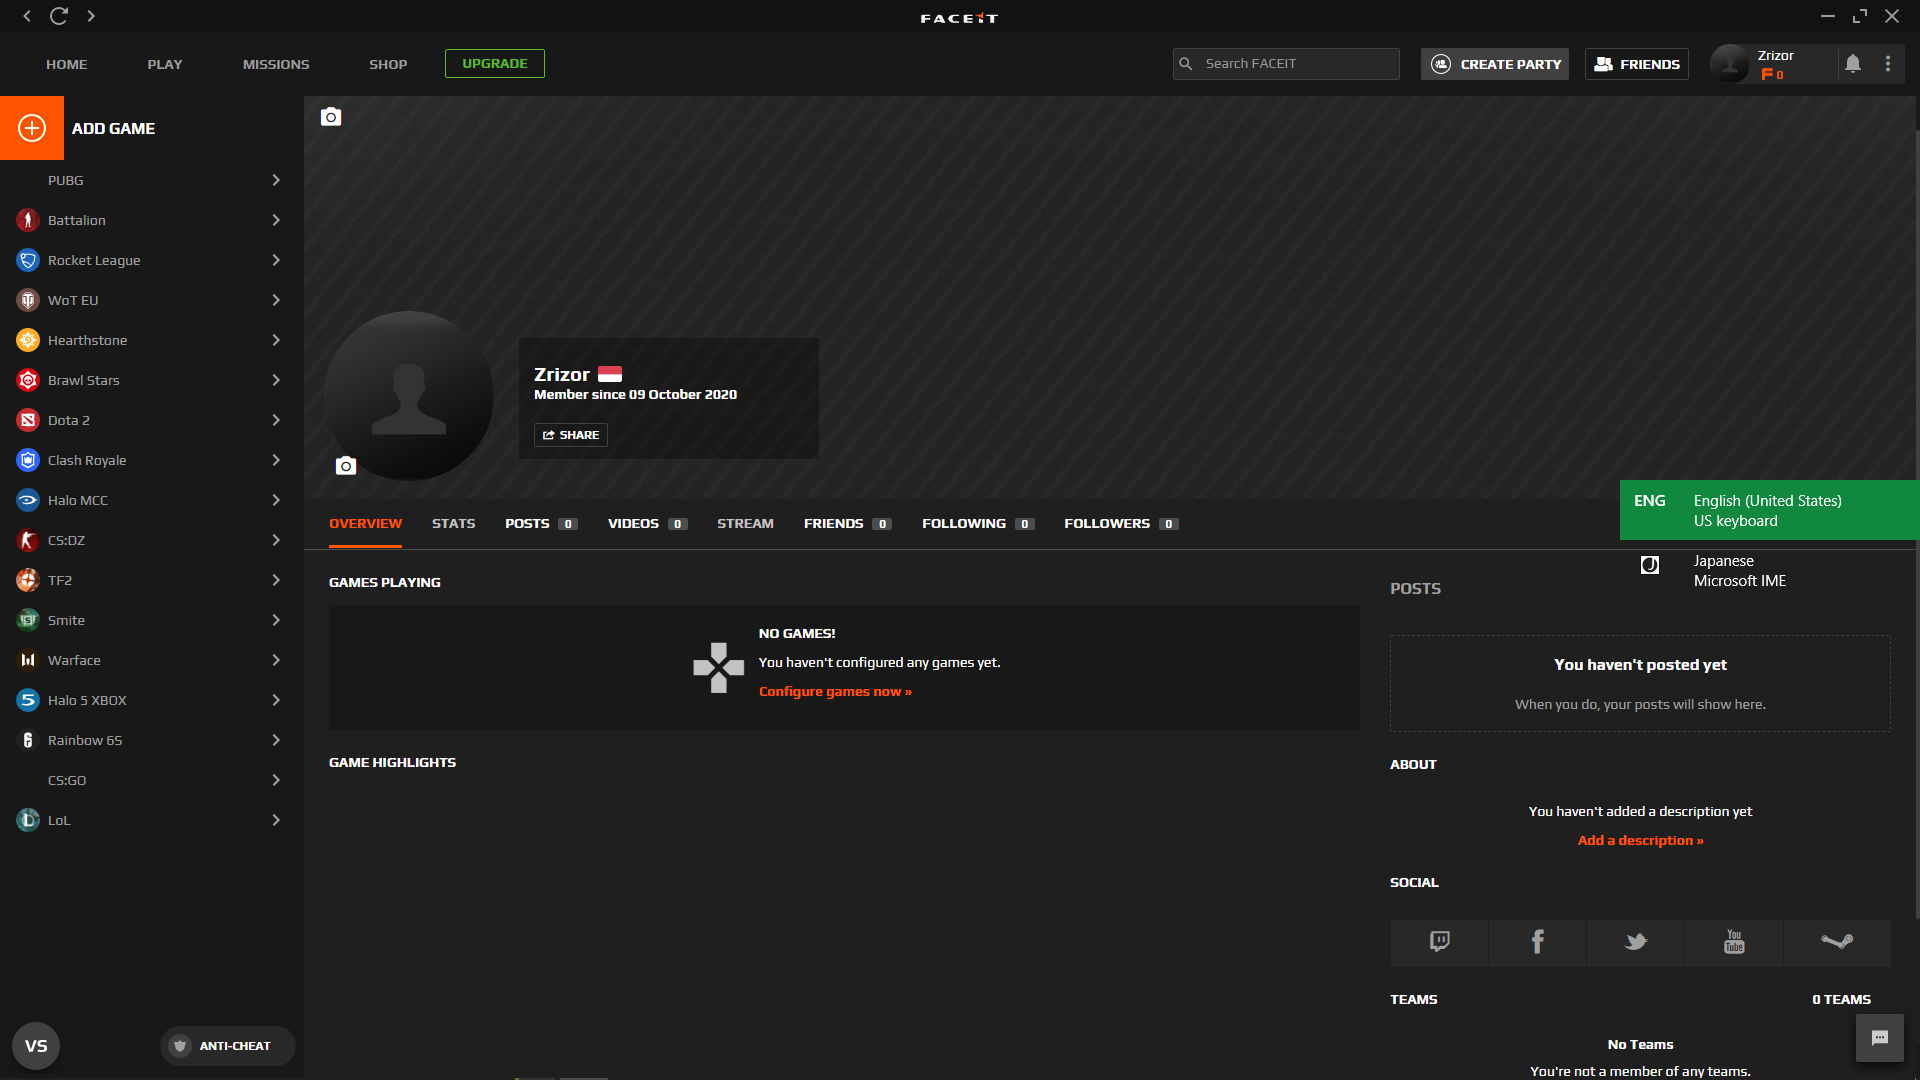 FACEIT
HOME
PLAY
MISSIONS
SHOP
UPGRADE
Search FACEIT
CREATE PARTY
FRIENDS
Zrizor
0
ADD GAME
PUBG
Battalion
Rocket League
WoT EU
Hearthstone
Brawl Stars
Dota 2
Clash Royale
Halo MCC
CS:DZ
TF2
Smite
Warface
Halo 5 XBOX
Rainbow 6S
CS:GO
LoL
VS
ANTI-CHEAT
Zrizor
Member since 09 October 2020
SHARE
OVERVIEW
STATS
POSTS 0
VIDEOS 0
STREAM
FRIENDS 0
FOLLOWING 0
FOLLOWERS 0
ENG
English (United States)
US keyboard
J
Japanese
Microsoft IME
GAMES PLAYING
NO GAMES!
You haven't configured any games yet.
Configure games now »
GAME HIGHLIGHTS
POSTS
You haven't posted yet
When you do, your posts will show here.
ABOUT
You haven't added a description yet
Add a description »
SOCIAL
You
Tube
TEAMS
0 TEAMS
No Teams
You're not a member of any teams.